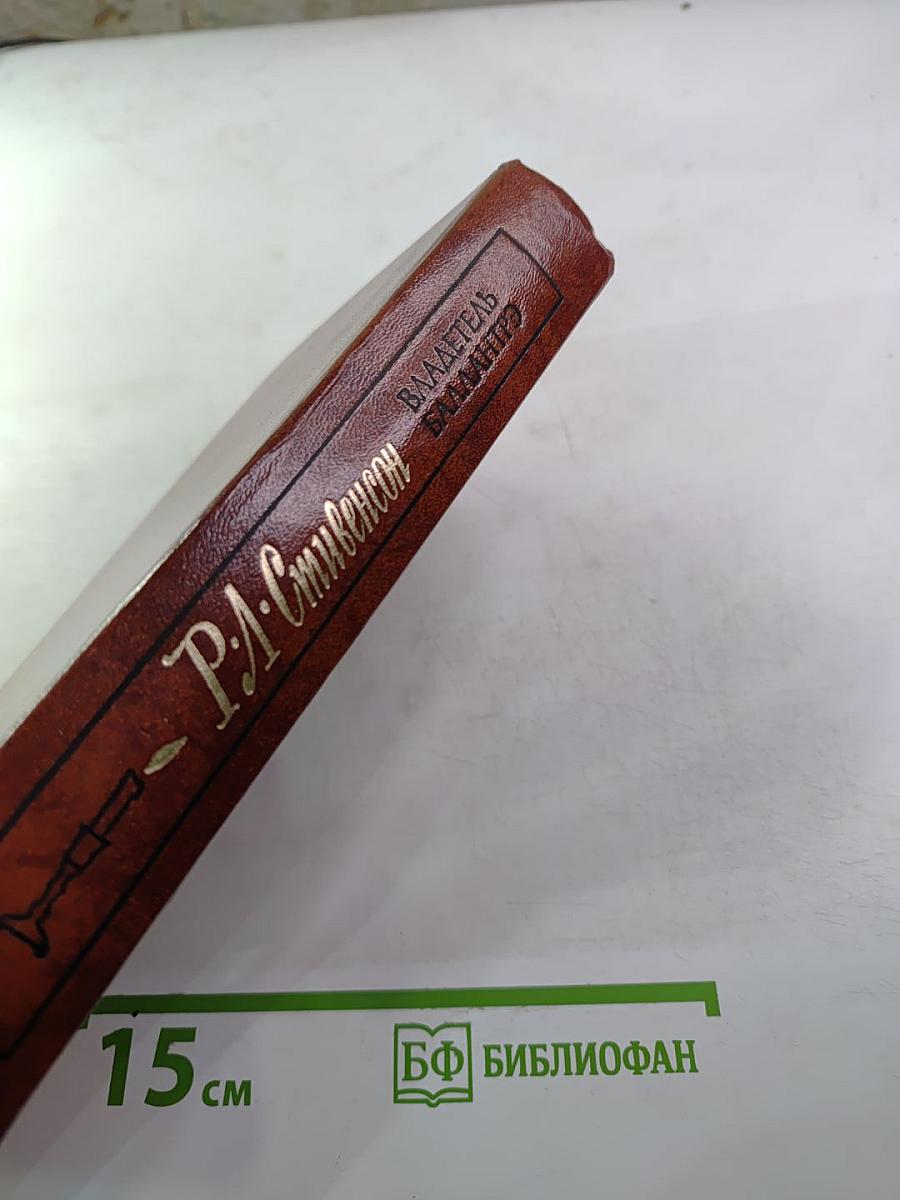 Р·Л·Стивенсон
ВЛАДЕТЕЛЬ
БАЛЛАНТРЭ
15 см
БФ БИБЛИОФАН